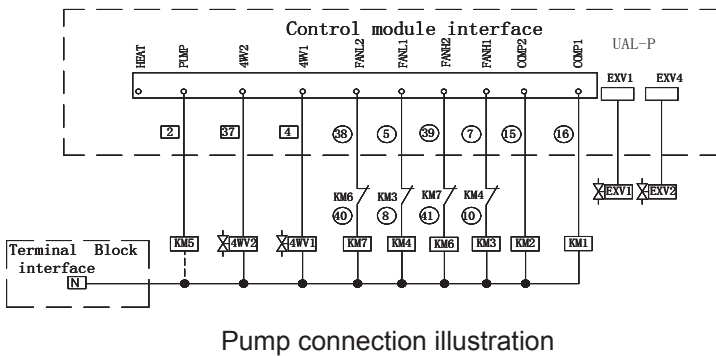 Control module interface
UAL-P
HEAT PUMP 4WV2 4WV1 FANL2 FANL1 FANH2 FANH1 COMP2 COMP1 EXV1 EXV4
2 37 4 38 5 39 7 15 16
KM6 KM3 KM7 KM4 EXV1 EXV2
40 8 41 10
KM5 4WV2 4WV1 KM7 KM4 KM6 KM3 KM2 KM1
Terminal Block
interface
N
Pump connection illustration